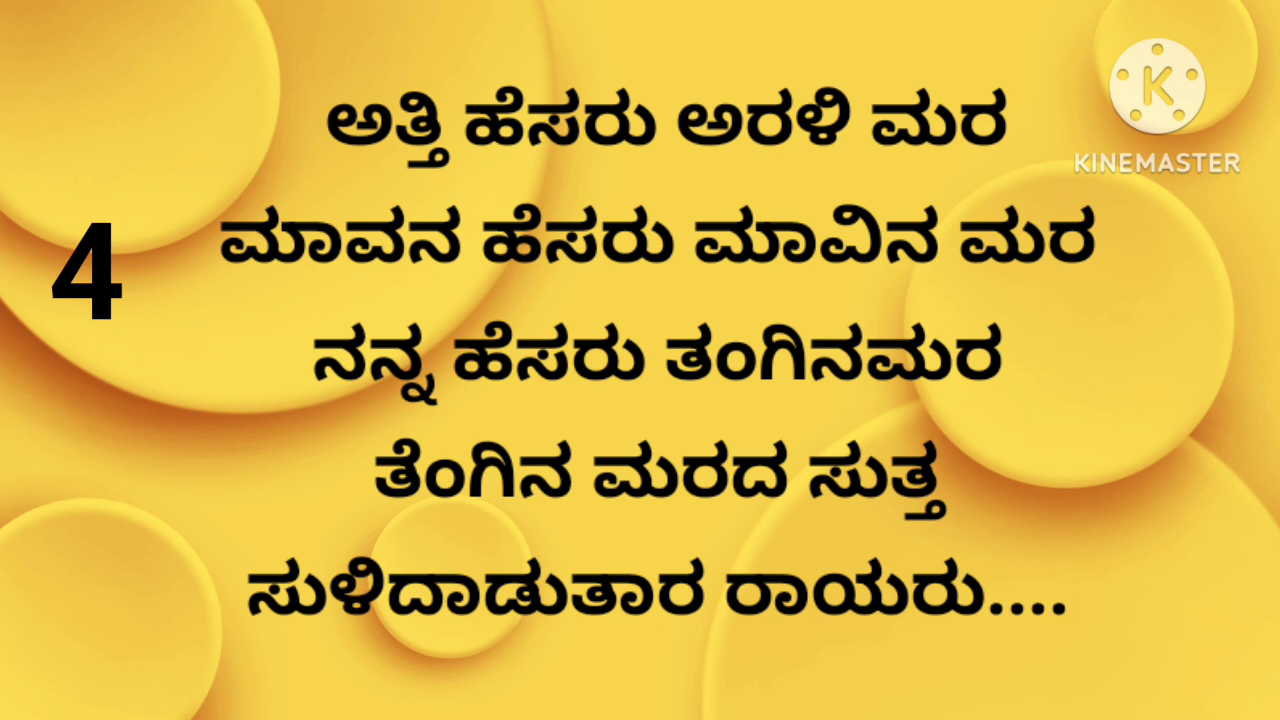 ಅತ್ತಿ ಹೆಸರು ಅರಳಿ ಮರ
ಮಾವನ ಹೆಸರು ಮಾವಿನ ಮರ
4
ನನ್ನ ಹೆಸರು ತಂಗಿನಮರ
ತೆಂಗಿನ ಮರದ ಸುತ್ತ
ಸುಳಿದಾಡುತಾರ ರಾಯರು....
K
KINEMASTER